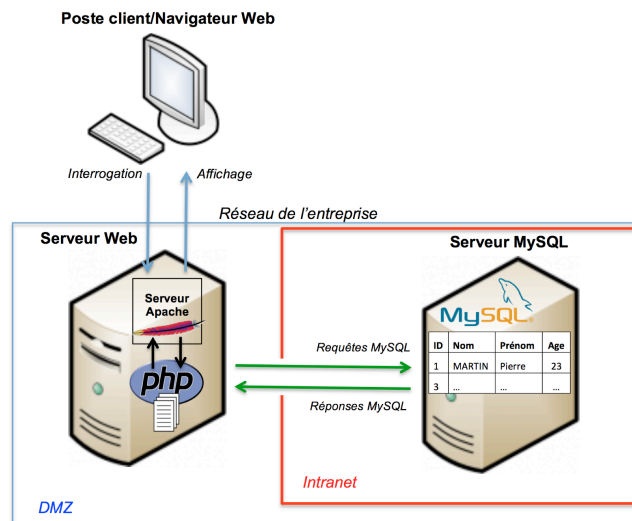 Poste client/Navigateur Web
Interrogation
Affichage
Réseau de l'entreprise
Serveur Web
Serveur MySQL
Serveur
Apache
MySQL
ID Nom Prénom Age
1 MARTIN Pierre 23
3 ... ... ...
Requêtes MySQL
php
Réponses MySQL
Intranet
DMZ